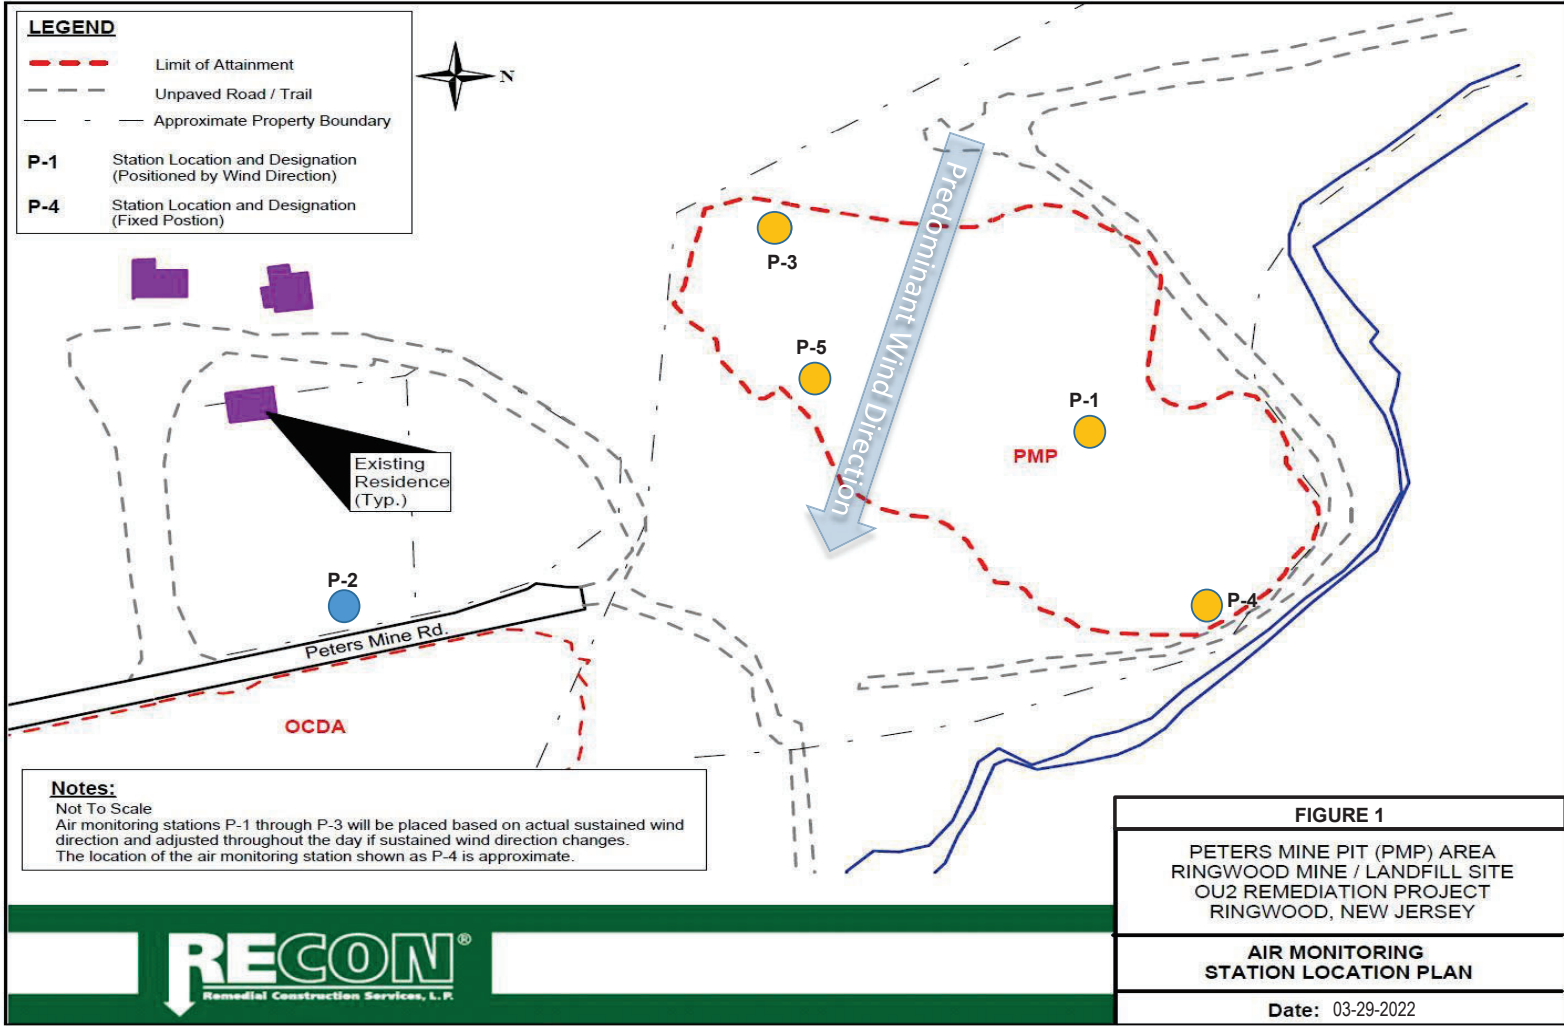 LEGEND
Limit of Attainment
Unpaved Road / Trail
Approximate Property Boundary
P-1
Station Location and Designation
(Positioned by Wind Direction)
P-4
Station Location and Designation
(Fixed Postion)
N
Predominant Wind Direction
P-3
P-5
P-1
PMP
P-4
Existing
Residence
(Typ.)
P-2
Peters Mine Rd.
OCDA
Notes:
Not To Scale
Air monitoring stations P-1 through P-3 will be placed based on actual sustained wind
direction and adjusted throughout the day if sustained wind direction changes.
The location of the air monitoring station shown as P-4 is approximate.
RECON®
Remedial Construction Services, L.P.
FIGURE 1
PETERS MINE PIT (PMP) AREA
RINGWOOD MINE / LANDFILL SITE
OU2 REMEDIATION PROJECT
RINGWOOD, NEW JERSEY
AIR MONITORING
STATION LOCATION PLAN
Date: 03-29-2022